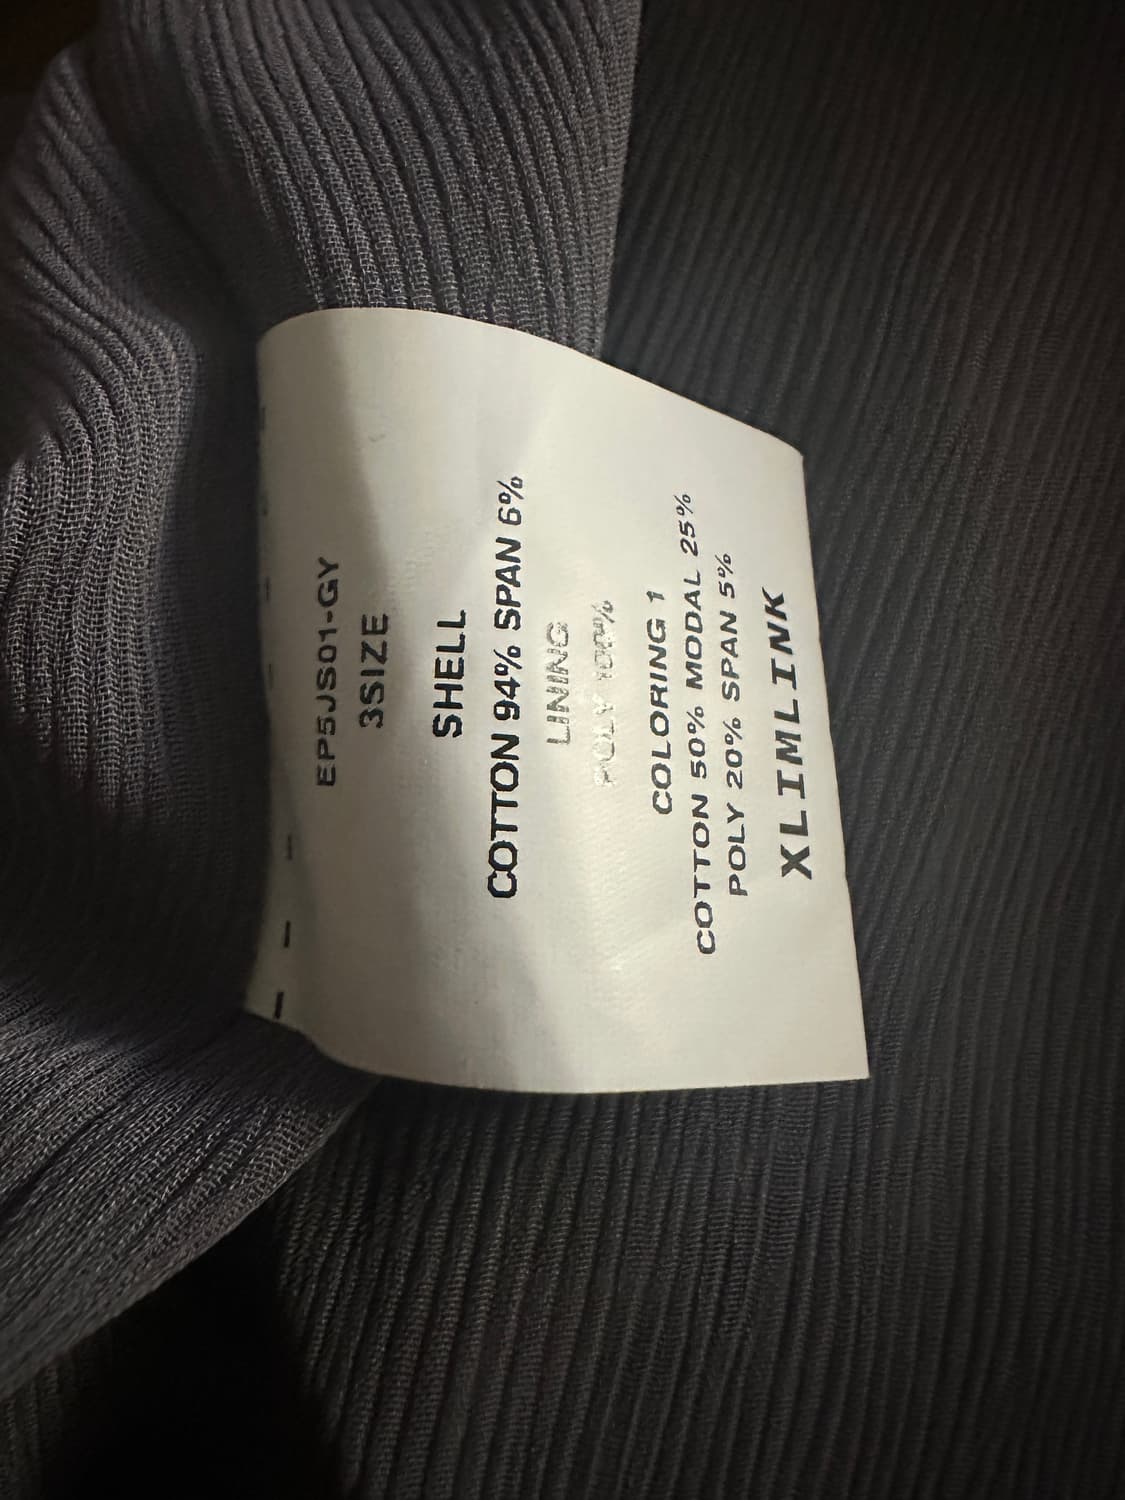 EP5JS01-GY
3SIZE
SHELL
COTTON 94% SPAN 6%
LINING
POLY 100%
COLORING 1
COTTON 50% MODAL 25%
POLY 20% SPAN 5%
XLIMLINK